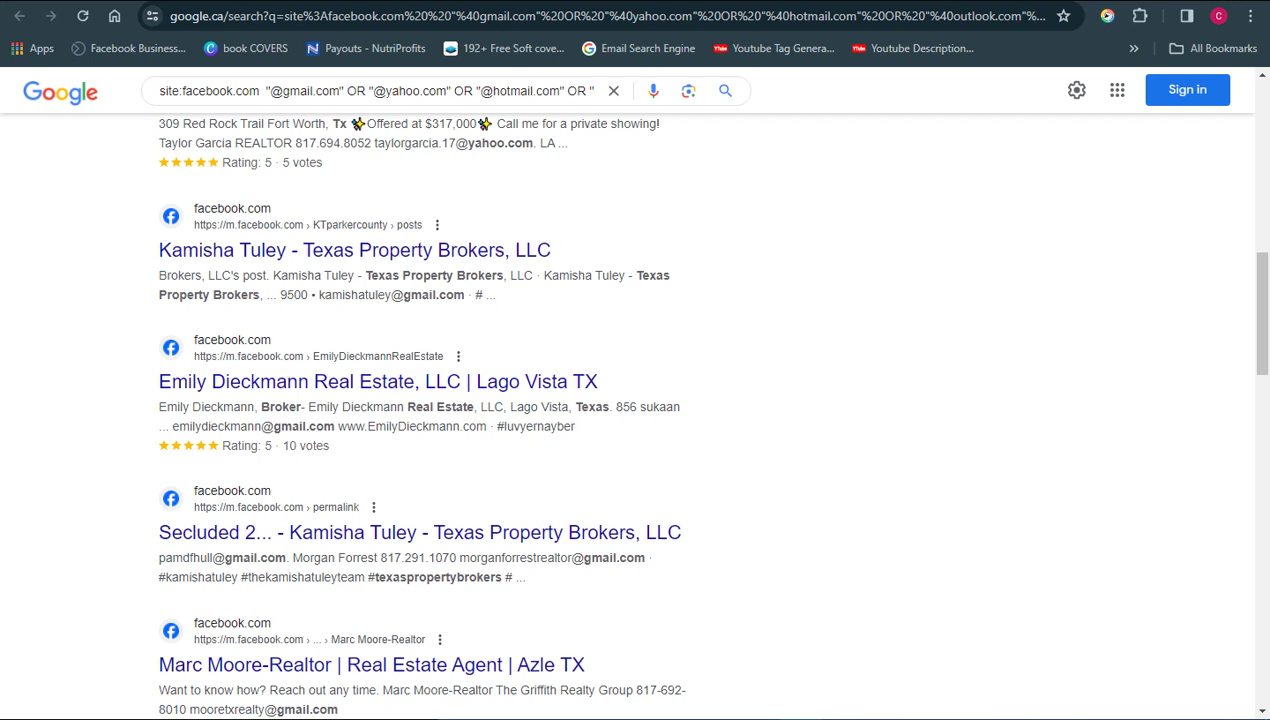 google.ca/search?q=site%3Afacebook.com%20%20"%40gmail.com"%20OR%20"%40yahoo.com"%20OR%20"%40hotmail.com"%20OR%20"%40outlook.com"%...
C
Apps
Facebook Business...
book COVERS
Payouts - NutriProfits
192+ Free Soft cove...
Email Search Engine
Youtube Tag Genera...
Youtube Description...
»
All Bookmarks
Google
site:facebook.com "@gmail.com" OR "@yahoo.com" OR "@hotmail.com" OR "
Sign in
309 Red Rock Trail Fort Worth, Tx ✨Offered at $317,000✨ Call me for a private showing!
Taylor Garcia REALTOR 817.694.8052 taylorgarcia.17@yahoo.com. LA ...
★★★★★ Rating: 5 · 5 votes
facebook.com
https://m.facebook.com › KTparkercounty › posts
Kamisha Tuley - Texas Property Brokers, LLC
Brokers, LLC's post. Kamisha Tuley - Texas Property Brokers, LLC · Kamisha Tuley - Texas
Property Brokers, ... 9500 • kamishatuley@gmail.com · # ...
facebook.com
https://m.facebook.com › EmilyDieckmannRealEstate
Emily Dieckmann Real Estate, LLC | Lago Vista TX
Emily Dieckmann, Broker- Emily Dieckmann Real Estate, LLC, Lago Vista, Texas. 856 sukaan
... emilydieckmann@gmail.com www.EmilyDieckmann.com · #luvyernayber
★★★★★ Rating: 5 · 10 votes
facebook.com
https://m.facebook.com › permalink
Secluded 2... - Kamisha Tuley - Texas Property Brokers, LLC
pamdfhull@gmail.com. Morgan Forrest 817.291.1070 morganforrestrealtor@gmail.com ·
#kamishatuley #thekamishatuleyteam #texaspropertybrokers # ...
facebook.com
https://m.facebook.com › ... › Marc Moore-Realtor
Marc Moore-Realtor | Real Estate Agent | Azle TX
Want to know how? Reach out any time. Marc Moore-Realtor The Griffith Realty Group 817-692-
8010 mooretxrealty@gmail.com